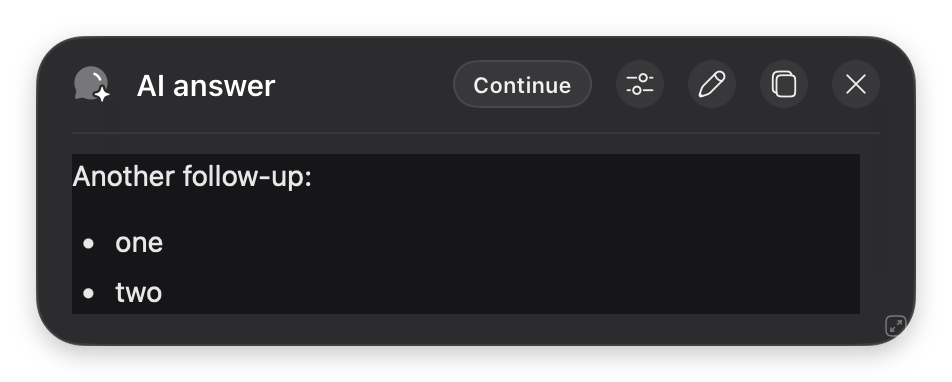 AI answer
Continue
Another follow-up:
• one
• two